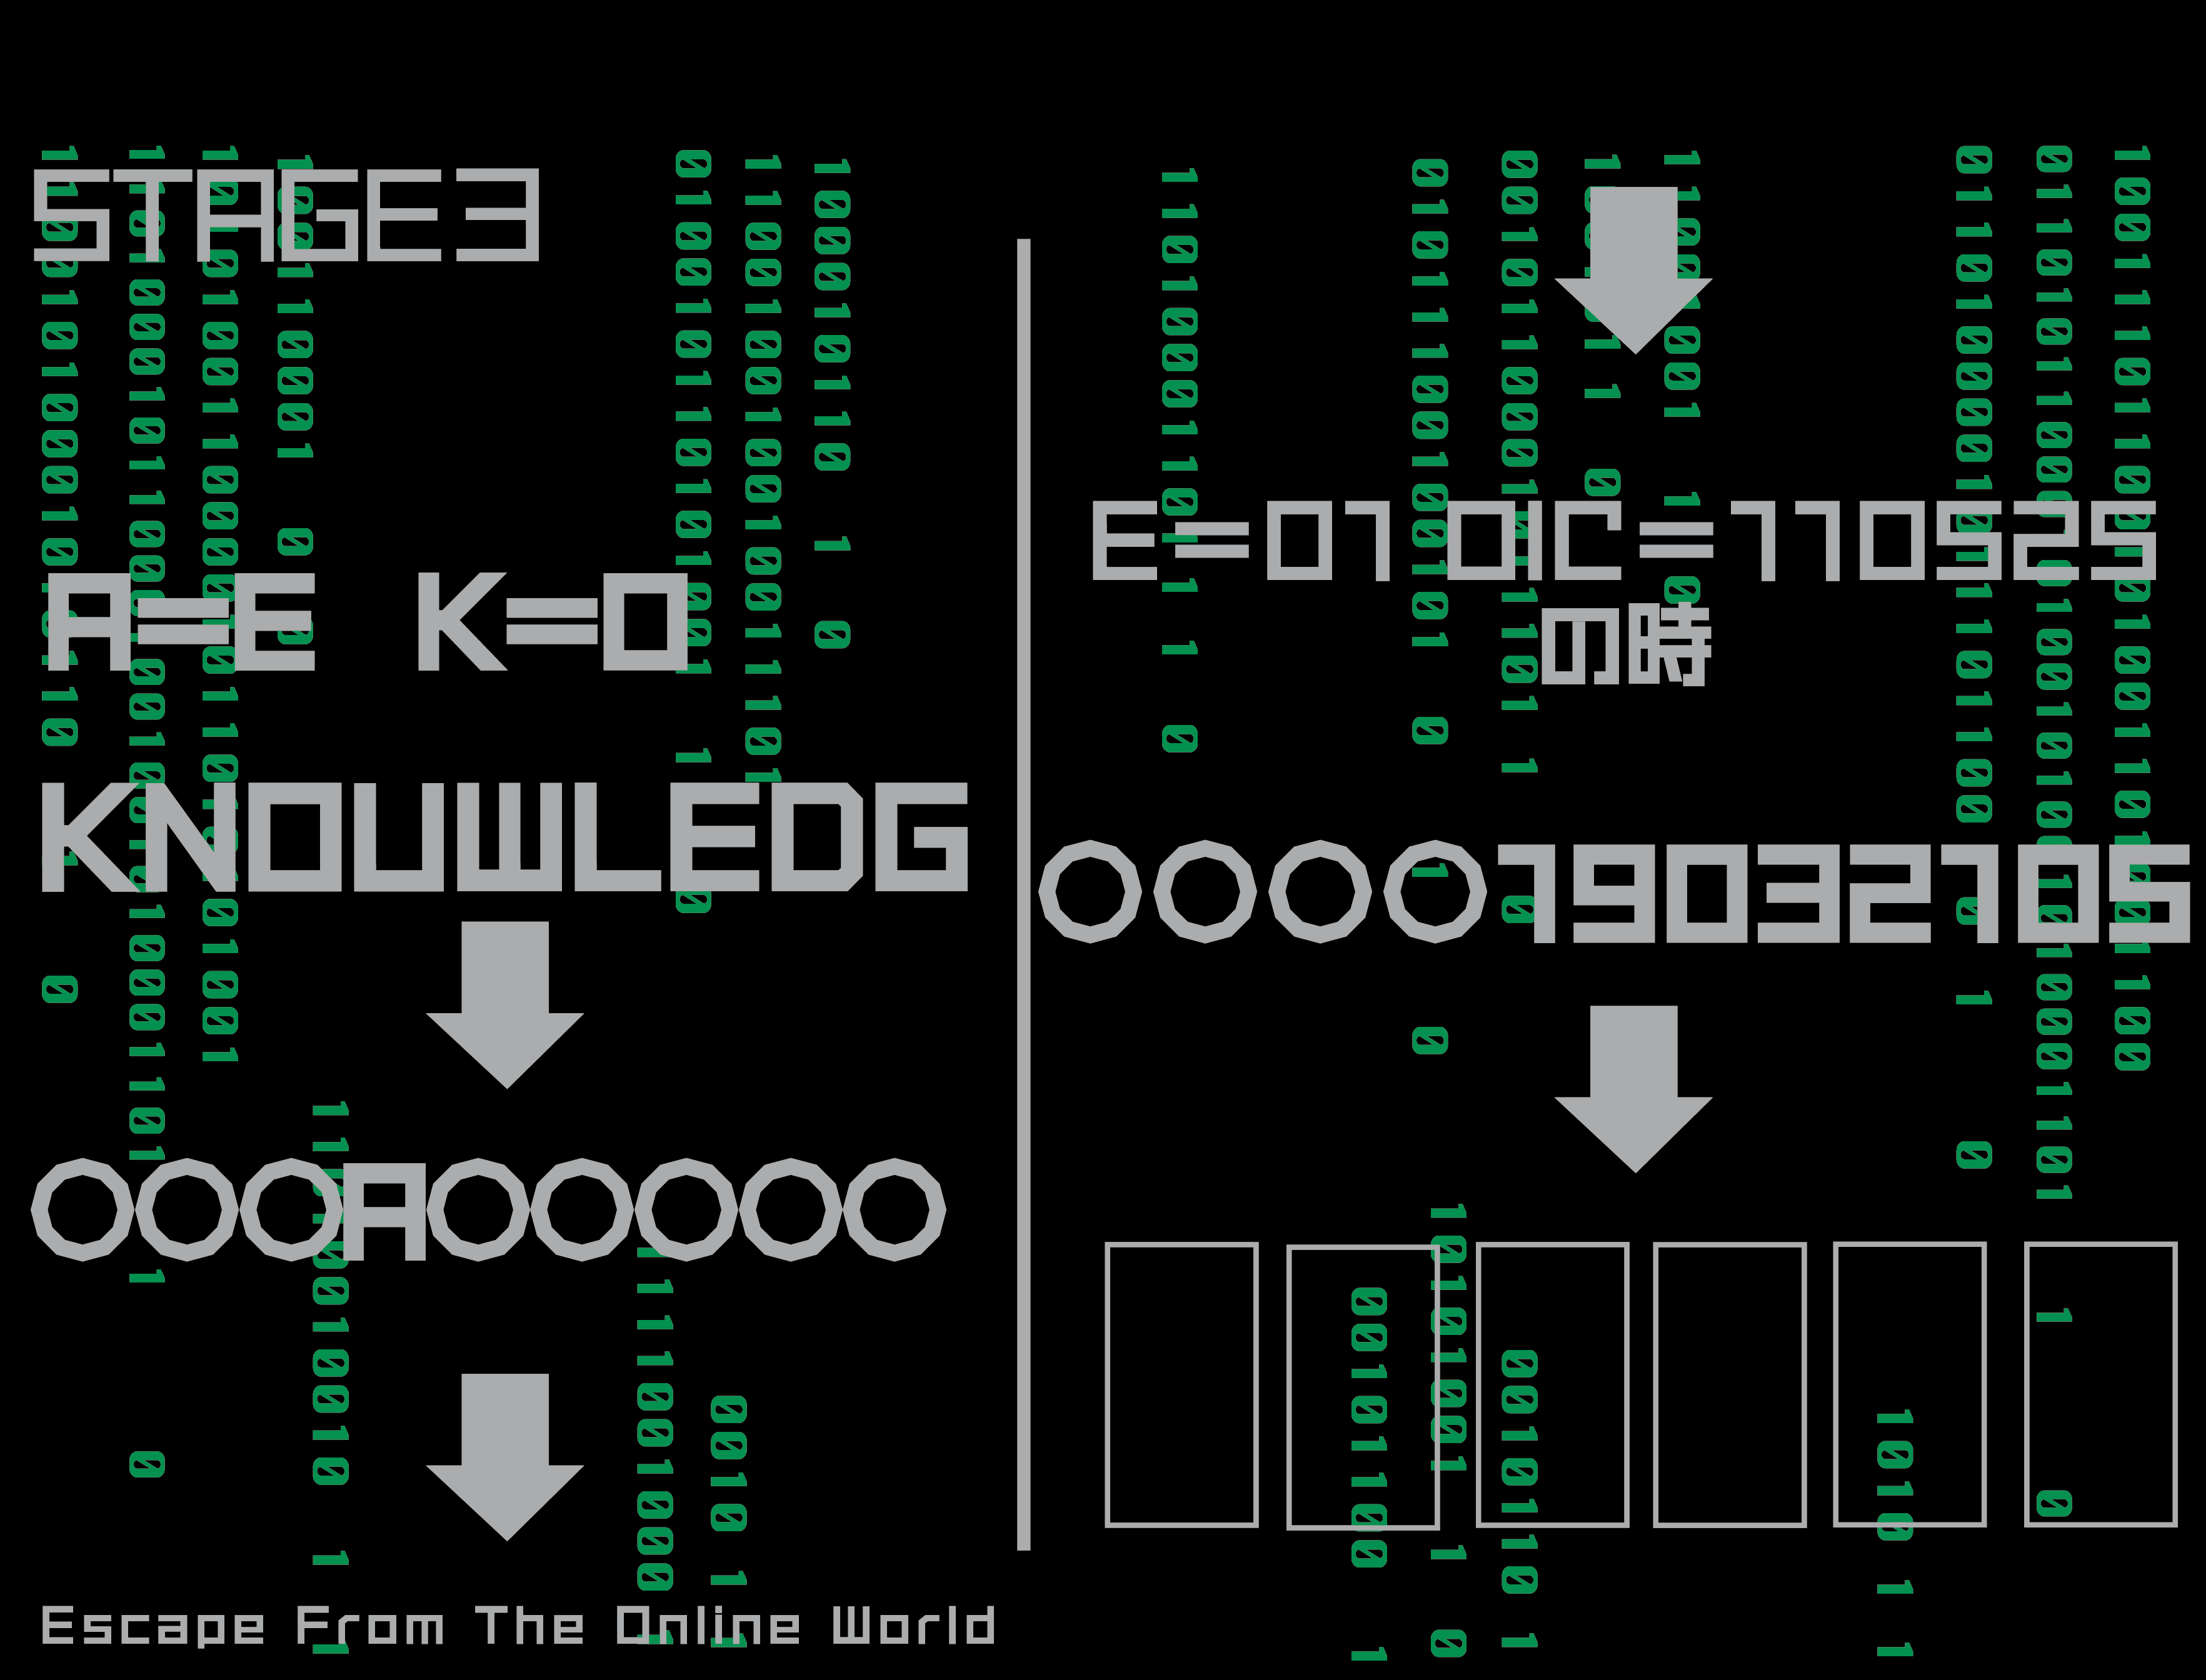 STAGE3
A=E K=O
KNOUWLEDG
○○○A○○○○○
Escape From The Online World
E=01 OIC=110525
の時
○○○○19032105